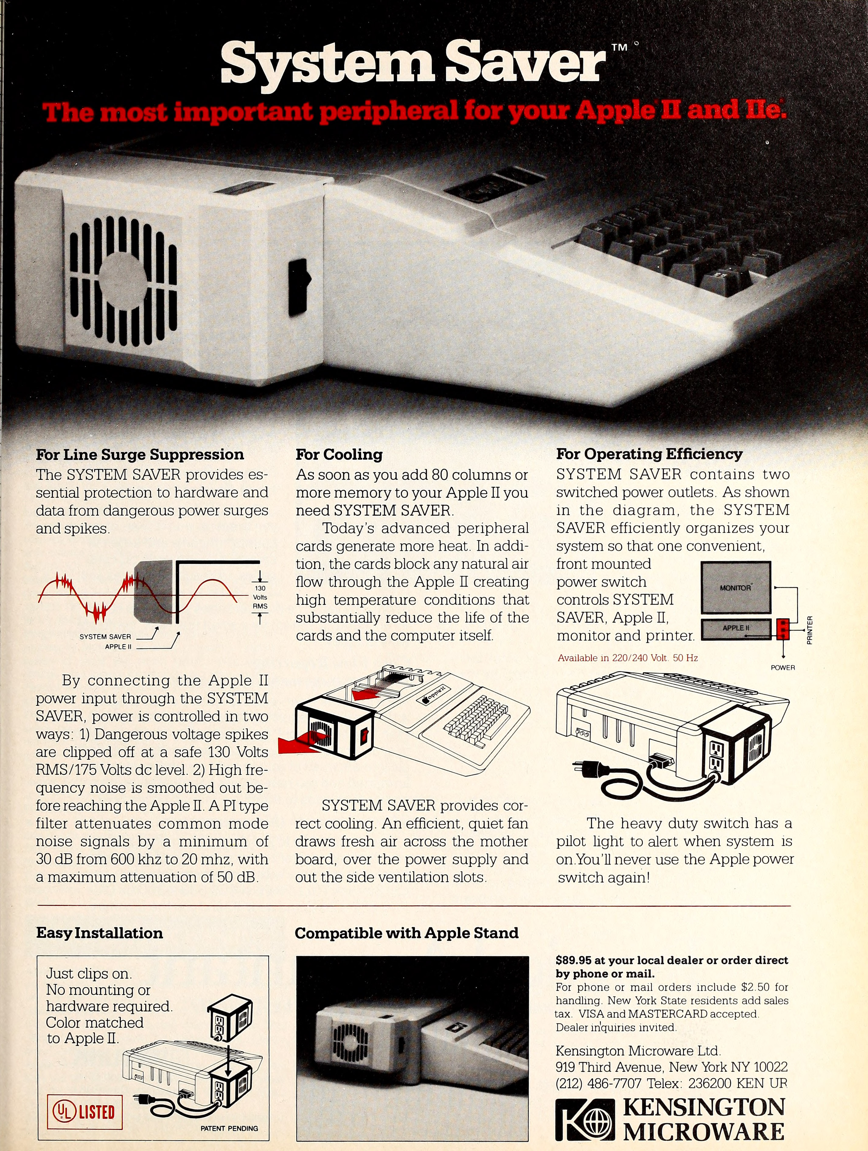 System Saver™
The most important peripheral for your Apple II and IIe.
For Line Surge Suppression
The SYSTEM SAVER provides es-
sential protection to hardware and
data from dangerous power surges
and spikes.
130
Volts
RMS
SYSTEM SAVER
APPLE II
By connecting the Apple II
power input through the SYSTEM
SAVER, power is controlled in two
ways: 1) Dangerous voltage spikes
are clipped off at a safe 130 Volts
RMS/175 Volts dc level. 2) High fre-
quency noise is smoothed out be-
fore reaching the Apple II. A PI type
filter attenuates common mode
noise signals by a minimum of
30 dB from 600 khz to 20 mhz, with
a maximum attenuation of 50 dB.
For Cooling
As soon as you add 80 columns or
more memory to your Apple II you
need SYSTEM SAVER.
Today's advanced peripheral
cards generate more heat. In addi-
tion, the cards block any natural air
flow through the Apple II creating
high temperature conditions that
substantially reduce the life of the
cards and the computer itself.
SYSTEM SAVER provides cor-
rect cooling. An efficient, quiet fan
draws fresh air across the mother
board, over the power supply and
out the side ventilation slots.
For Operating Efficiency
SYSTEM SAVER contains two
switched power outlets. As shown
in the diagram, the SYSTEM
SAVER efficiently organizes your
system so that one convenient,
front mounted
power switch
controls SYSTEM
SAVER, Apple II,
monitor and printer.
MONITOR
APPLE II
PRINTER
POWER
Available in 220/240 Volt. 50 Hz
The heavy duty switch has a
pilot light to alert when system is
on.You'll never use the Apple power
switch again!
Easy Installation
Just clips on.
No mounting or
hardware required.
Color matched
to Apple II.
UL LISTED
PATENT PENDING
Compatible with Apple Stand
$89.95 at your local dealer or order direct
by phone or mail.
For phone or mail orders include $2.50 for
handling. New York State residents add sales
tax. VISA and MASTERCARD accepted.
Dealer inquiries invited.
Kensington Microware Ltd.
919 Third Avenue, New York NY 10022
(212) 486-7707 Telex: 236200 KEN UR
KENSINGTON
MICROWARE